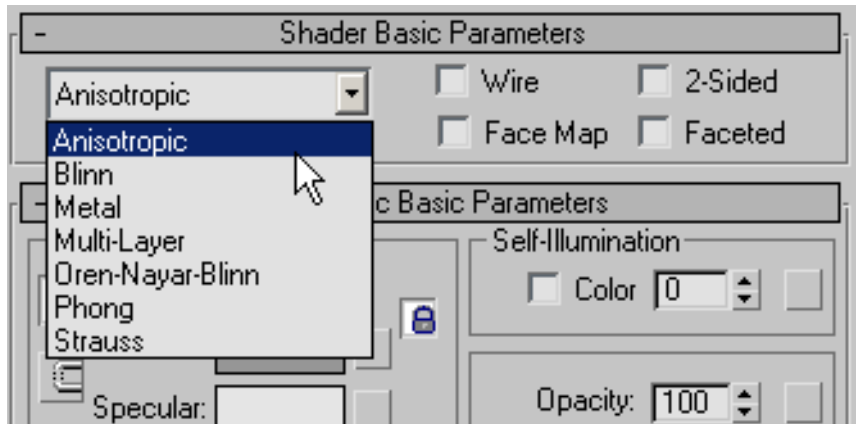 - Shader Basic Parameters
Anisotropic
Wire
2-Sided
Face Map
Faceted
Anisotropic
Blinn
Metal
Multi-Layer
Oren-Nayar-Blinn
Phong
Strauss
- c Basic Parameters
Self-Illumination
Color 0
Specular:
Opacity: 100